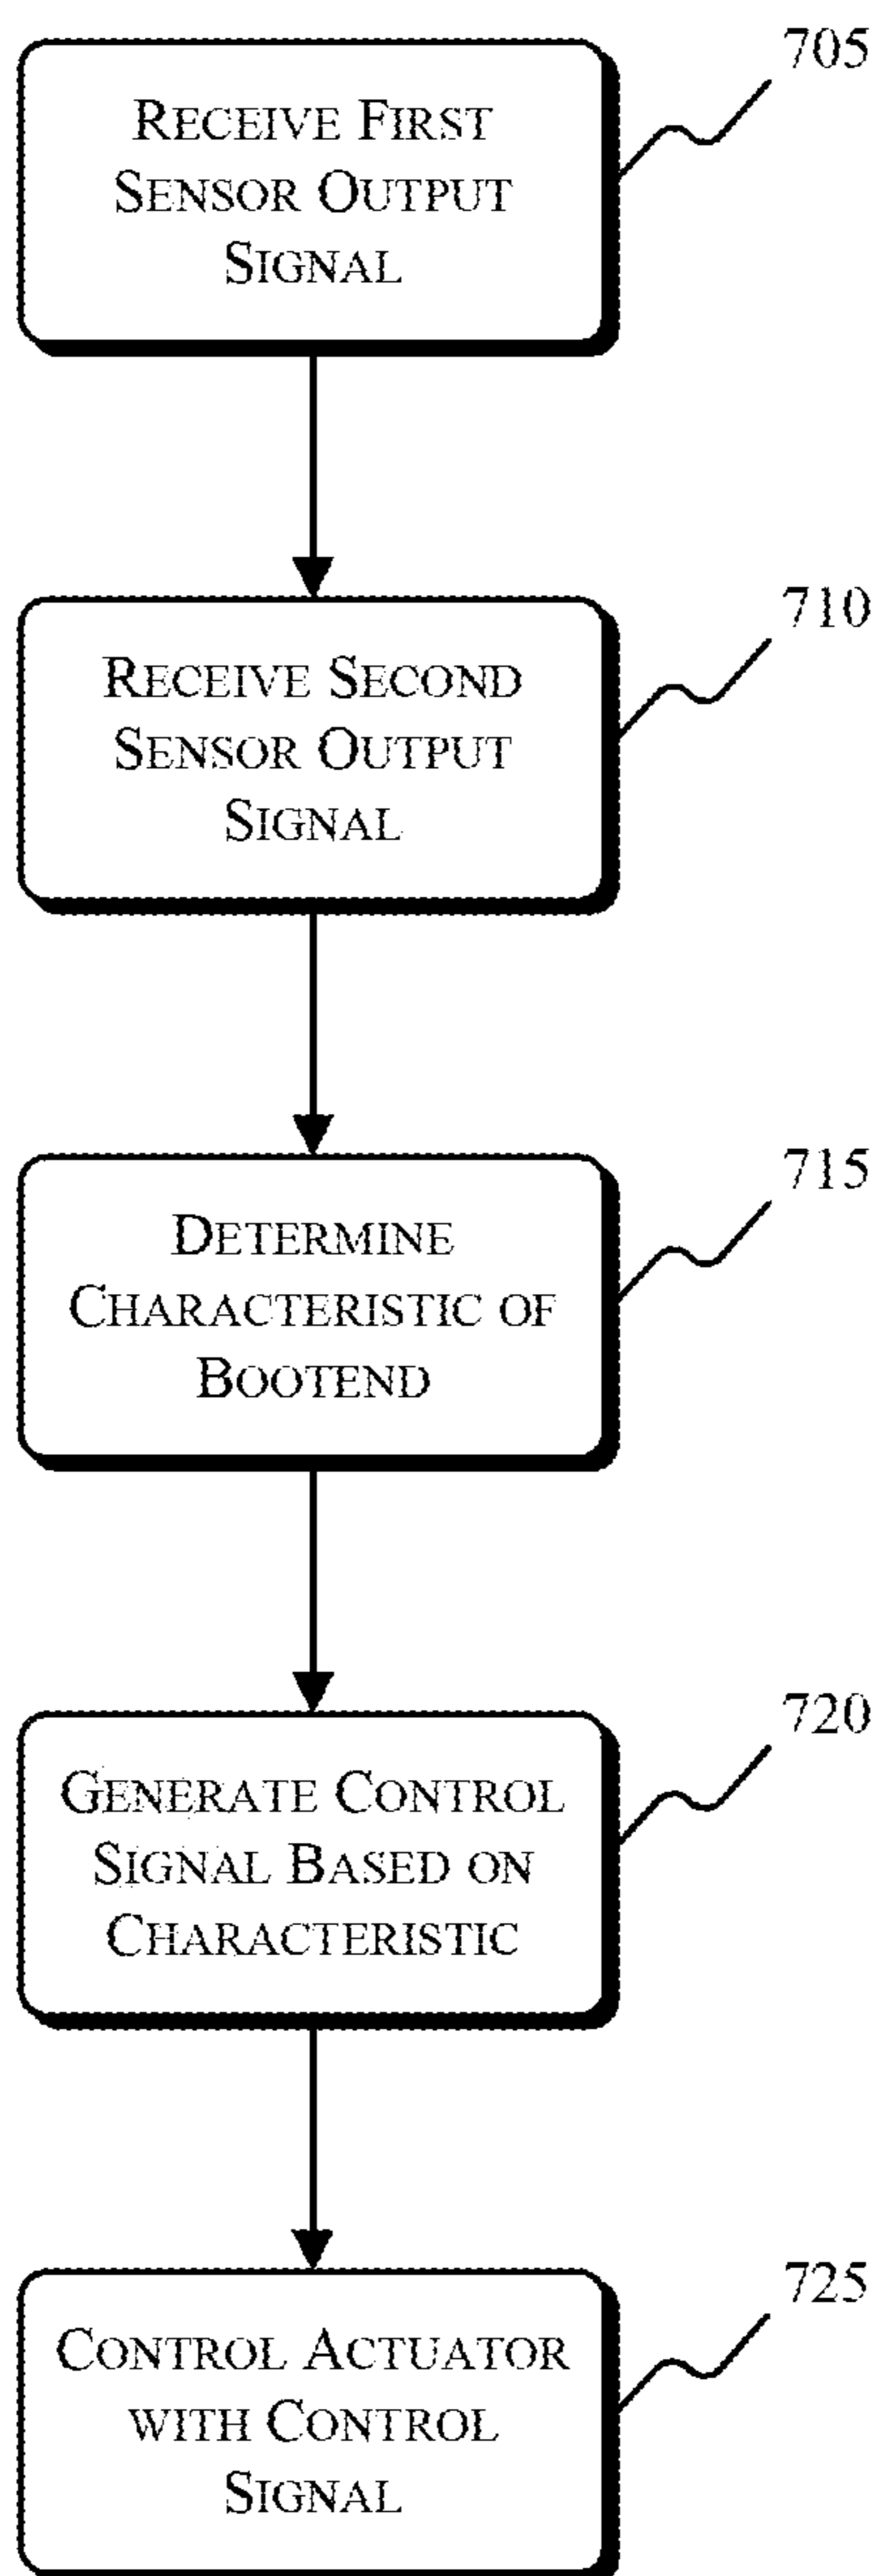 705
RECEIVE FIRST
SENSOR OUTPUT
SIGNAL
710
RECEIVE SECOND
SENSOR OUTPUT
SIGNAL
715
DETERMINE
CHARACTERISTIC OF
BOOTEND
720
GENERATE CONTROL
SIGNAL BASED ON
CHARACTERISTIC
725
CONTROL ACTUATOR
WITH CONTROL
SIGNAL